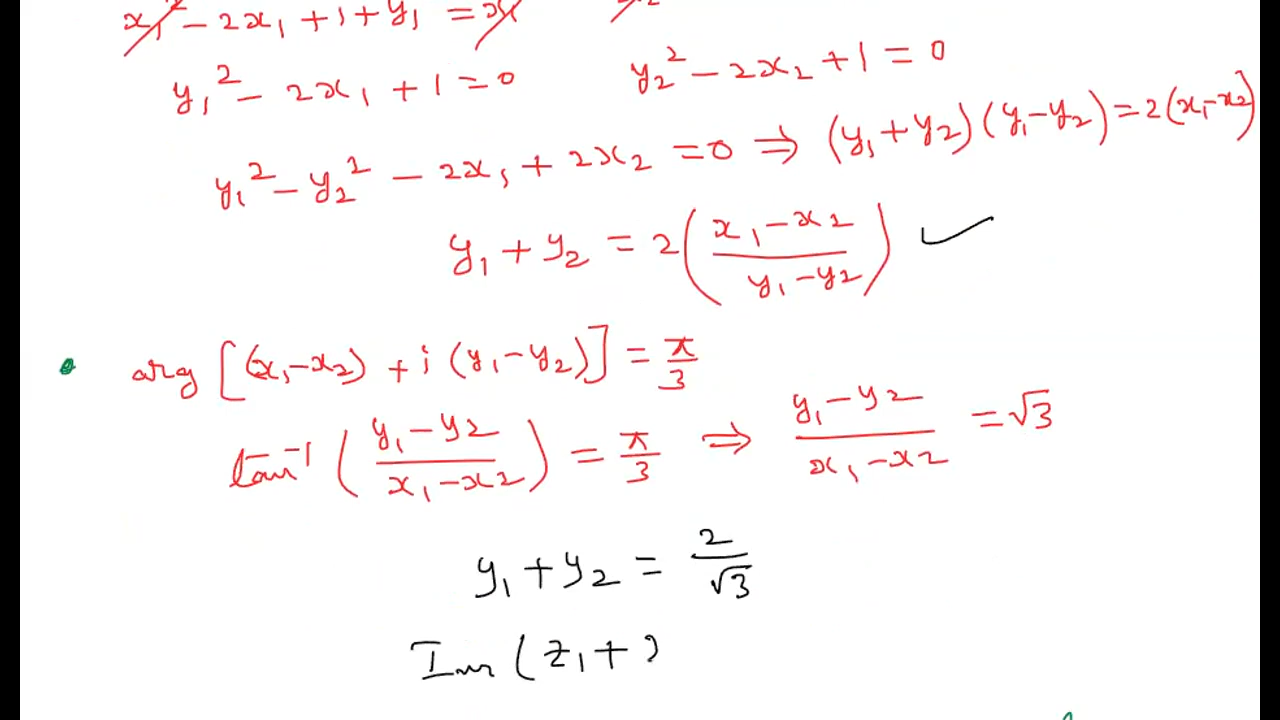 x₁² − 2x₁ + 1 + y₁ = x₁
y₁² − 2x₁ + 1 = 0    y₂² − 2x₂ + 1 = 0
y₁² − y₂² − 2x₁ + 2x₂ = 0 ⇒ (y₁ + y₂)(y₁ − y₂) = 2(x₁ − x₂)
y₁ + y₂ = 2((x₁ − x₂)/(y₁ − y₂)) ✓
• arg [(x₁ − x₂) + i (y₁ − y₂)] = π/3
tan⁻¹ ((y₁ − y₂)/(x₁ − x₂)) = π/3 ⇒ (y₁ − y₂)/(x₁ − x₂) = √3
y₁ + y₂ = 2/√3
Im (z₁ + )